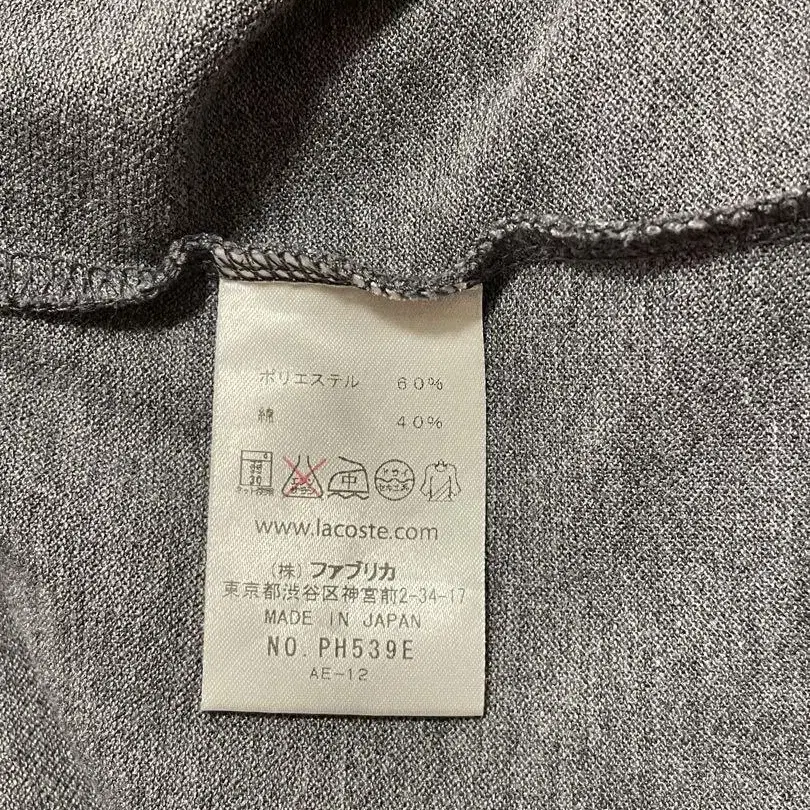 ポリエステル 60%
綿 40%
中
www.lacoste.com
(株) ファブリカ
東京都渋谷区神宮前2-34-17
MADE IN JAPAN
NO. PH539E
AE-12